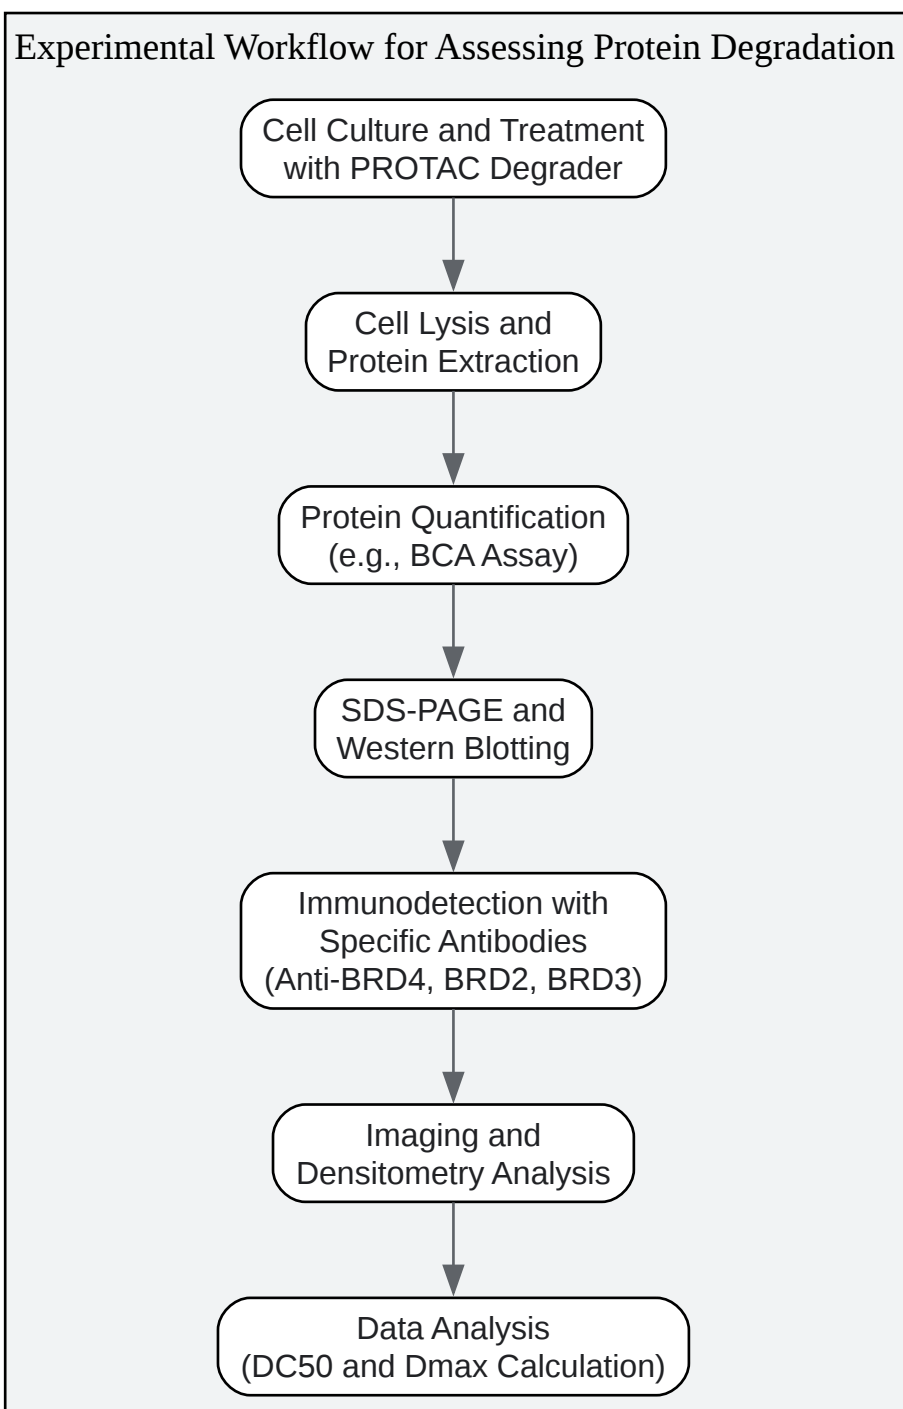 Experimental Workflow for Assessing Protein Degradation
Cell Culture and Treatment
with PROTAC Degrader
Cell Lysis and
Protein Extraction
Protein Quantification
(e.g., BCA Assay)
SDS-PAGE and
Western Blotting
Immunodetection with
Specific Antibodies
(Anti-BRD4, BRD2, BRD3)
Imaging and
Densitometry Analysis
Data Analysis
(DC50 and Dmax Calculation)